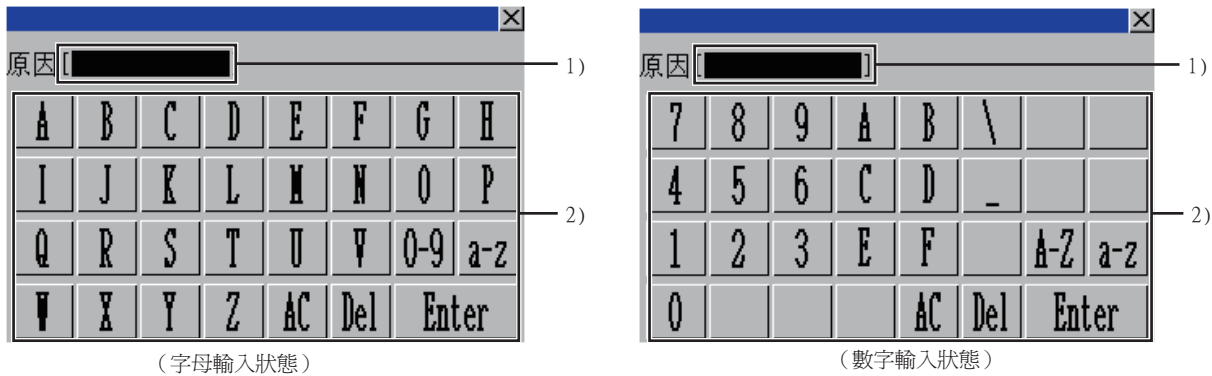 原因[
1)
A B C D E F G H
I J K L M N O P
2)
Q R S T U V 0-9 a-z
W X Y Z AC Del Enter
(字母輸入狀態)
原因[ ]
1)
7 8 9 A B \
4 5 6 C D _
2)
1 2 3 E F A-Z a-z
0 AC Del Enter
(數字輸入狀態)